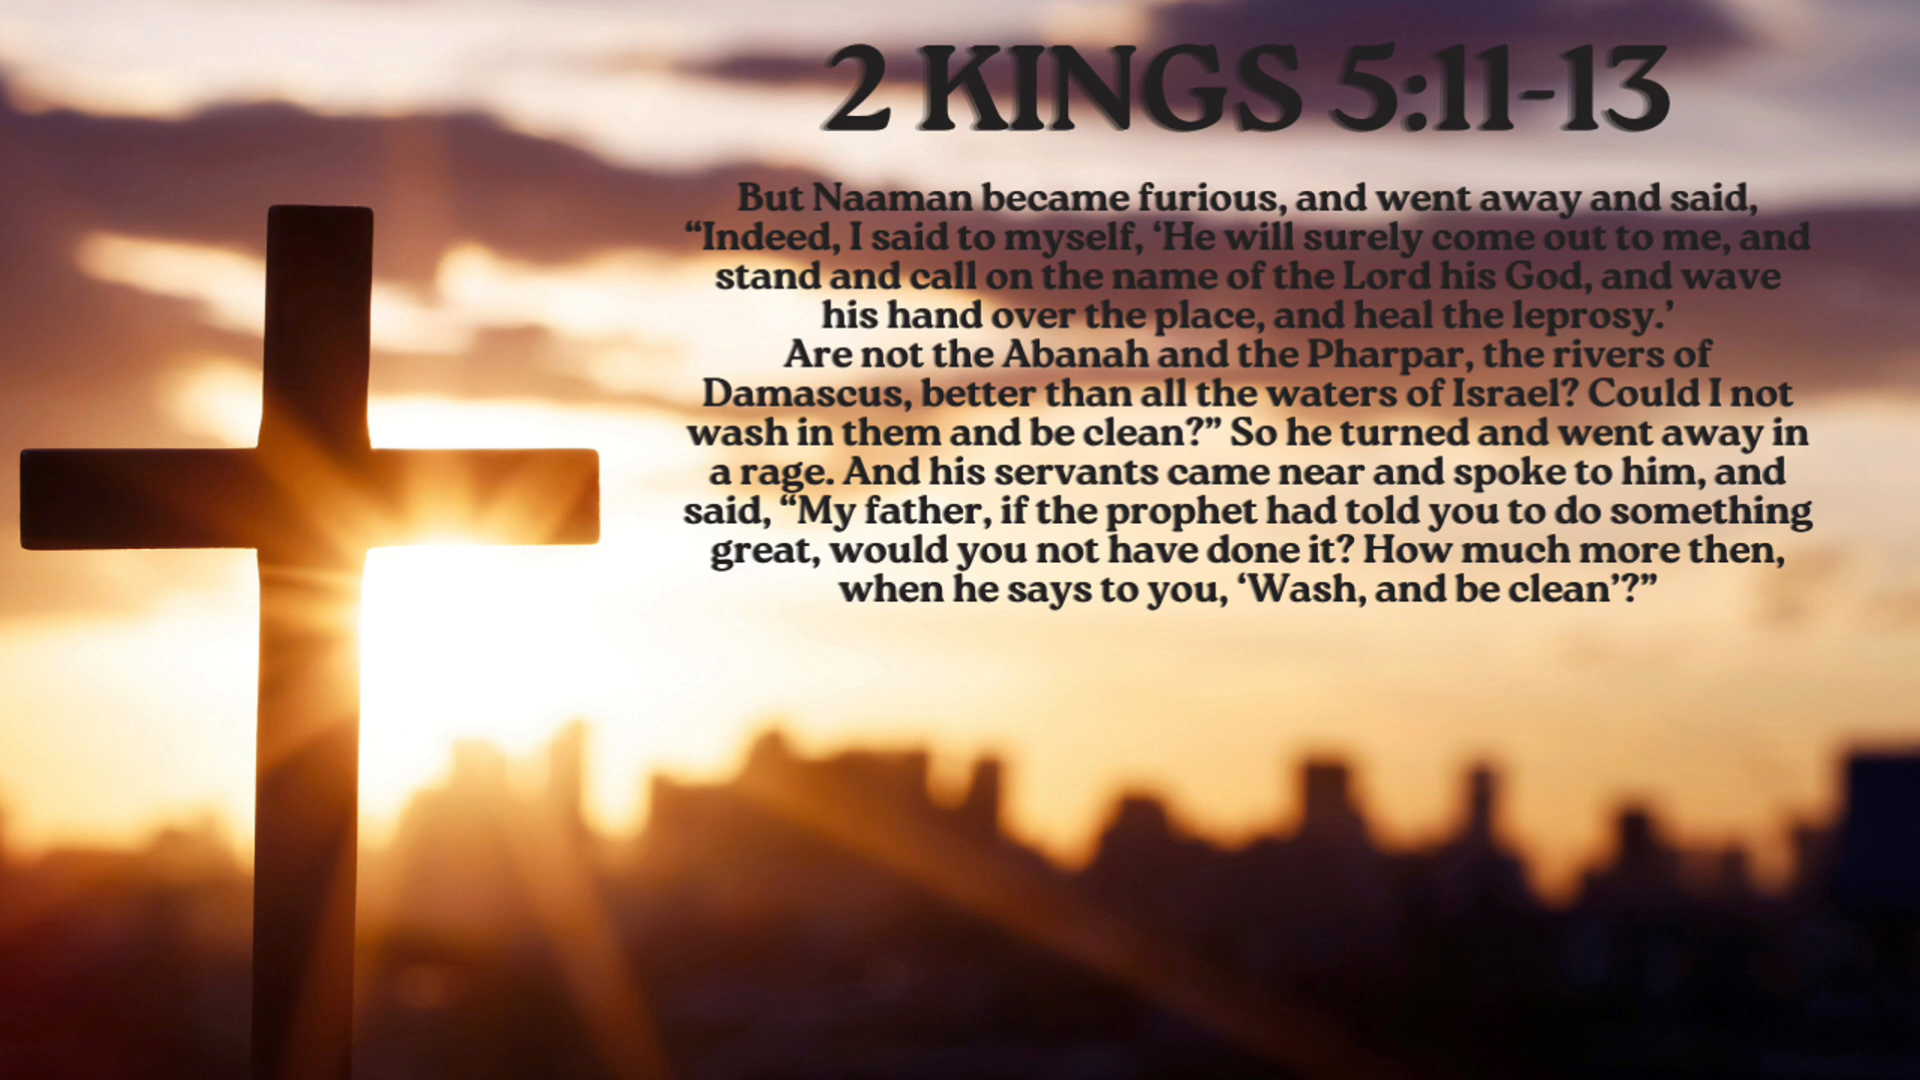 2 KINGS 5:11-13
But Naaman became furious, and went away and said,
“Indeed, I said to myself, ‘He will surely come out to me, and
stand and call on the name of the Lord his God, and wave
his hand over the place, and heal the leprosy.’
Are not the Abanah and the Pharpar, the rivers of
Damascus, better than all the waters of Israel? Could I not
wash in them and be clean?” So he turned and went away in
a rage. And his servants came near and spoke to him, and
said, “My father, if the prophet had told you to do something
great, would you not have done it? How much more then,
when he says to you, ‘Wash, and be clean’?”